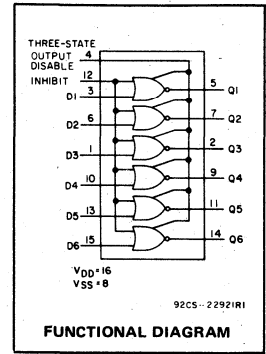 THREE-STATE
OUTPUT 4
DISABLE
INHIBIT 12
D1 3 5 Q1
D2 6 7 Q2
D3 1 2 Q3
D4 10 9 Q4
D5 13 11 Q5
D6 15 14 Q6
VDD=16
VSS=8
92CS-22921R1
FUNCTIONAL DIAGRAM